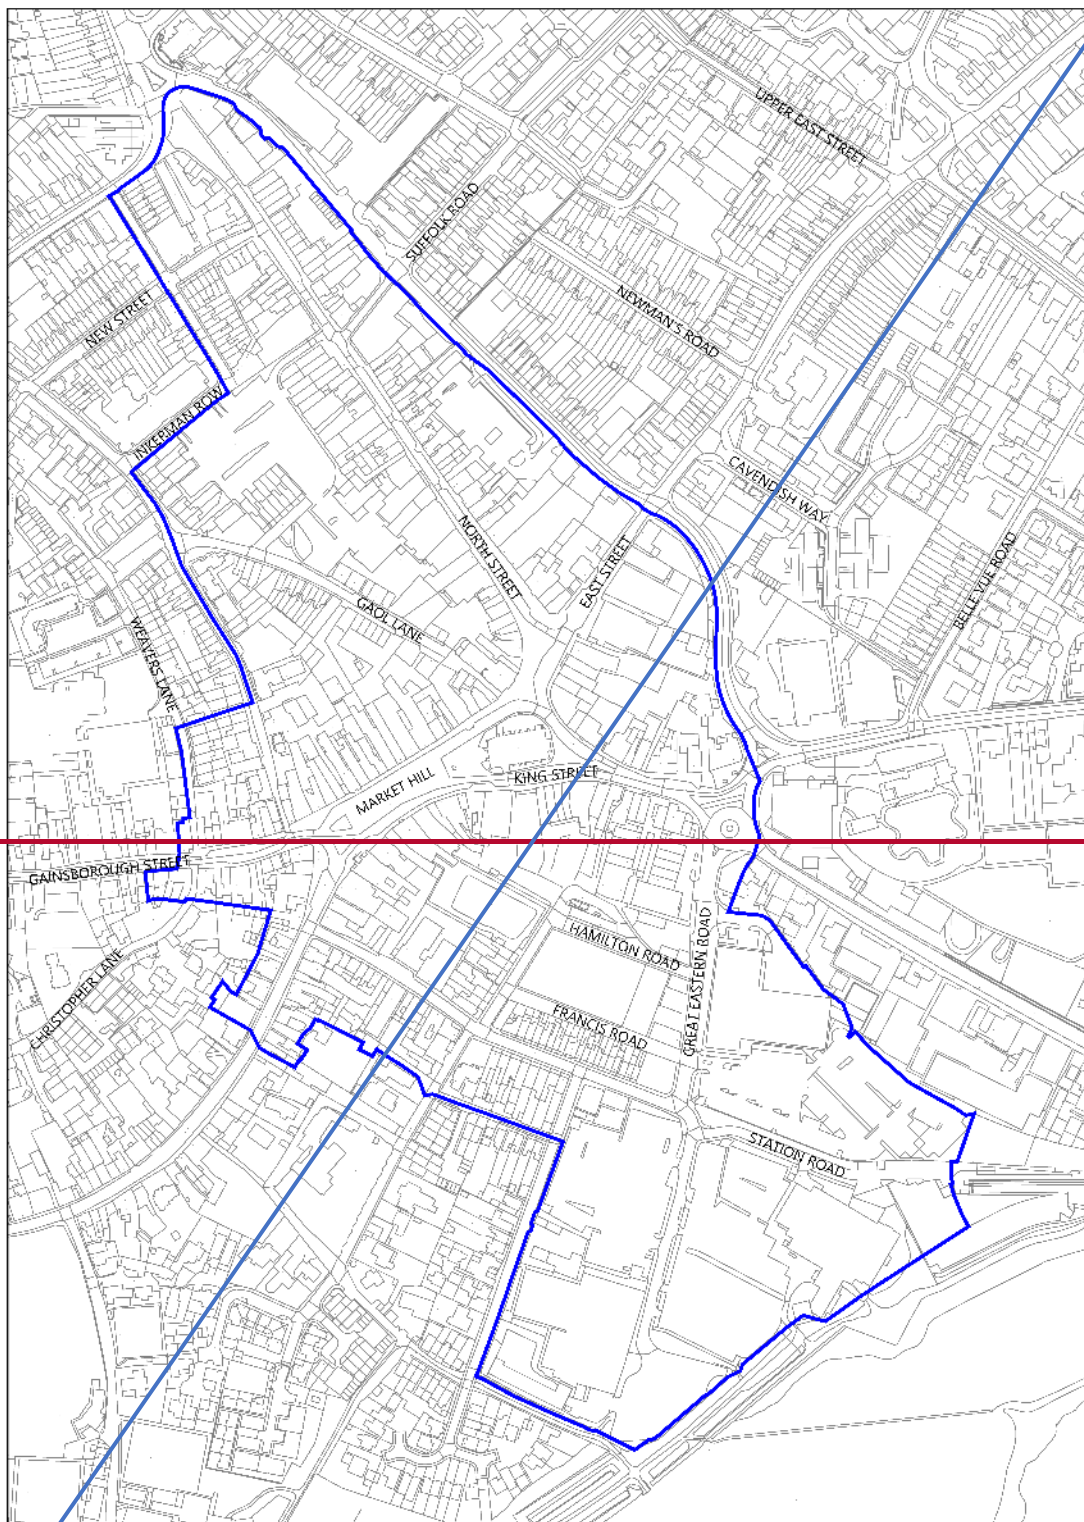 UPPER EAST STREET
SUFFOLK ROAD
NEW STREET
NEWMAN'S ROAD
INKERMAN ROW
CAVENDISH WAY
NORTH STREET
EAST STREET
BELLE VUE ROAD
GAOL LANE
WEAVERS LANE
MARKET HILL
KING STREET
GAINSBOROUGH STREET
HAMILTON ROAD
GREAT EASTERN ROAD
CHRISTOPHER LANE
FRANCIS ROAD
STATION ROAD